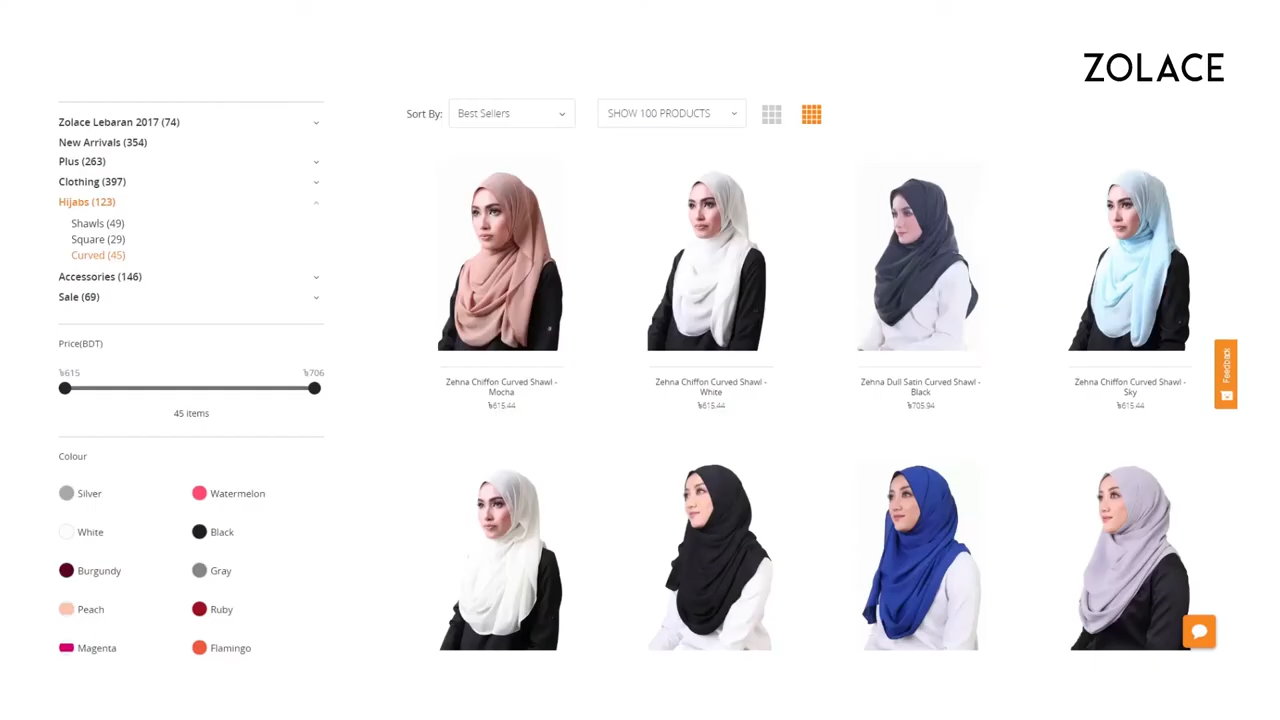 ZOLACE
Zolace Lebaran 2017 (74)
New Arrivals (354)
Plus (263)
Clothing (397)
Hijabs (123)
Shawls (49)
Square (29)
Curved (45)
Accessories (146)
Sale (69)
Price(BDT)
৳615 ৳706
45 items
Colour
Silver Watermelon
White Black
Burgundy Gray
Peach Ruby
Magenta Flamingo
Sort By: Best Sellers SHOW 100 PRODUCTS
Zehna Chiffon Curved Shawl -
Mocha
৳615.44
Zehna Chiffon Curved Shawl -
White
৳615.44
Zehna Dull Satin Curved Shawl -
Black
৳705.94
Zehna Chiffon Curved Shawl -
Sky
৳615.44
Feedback